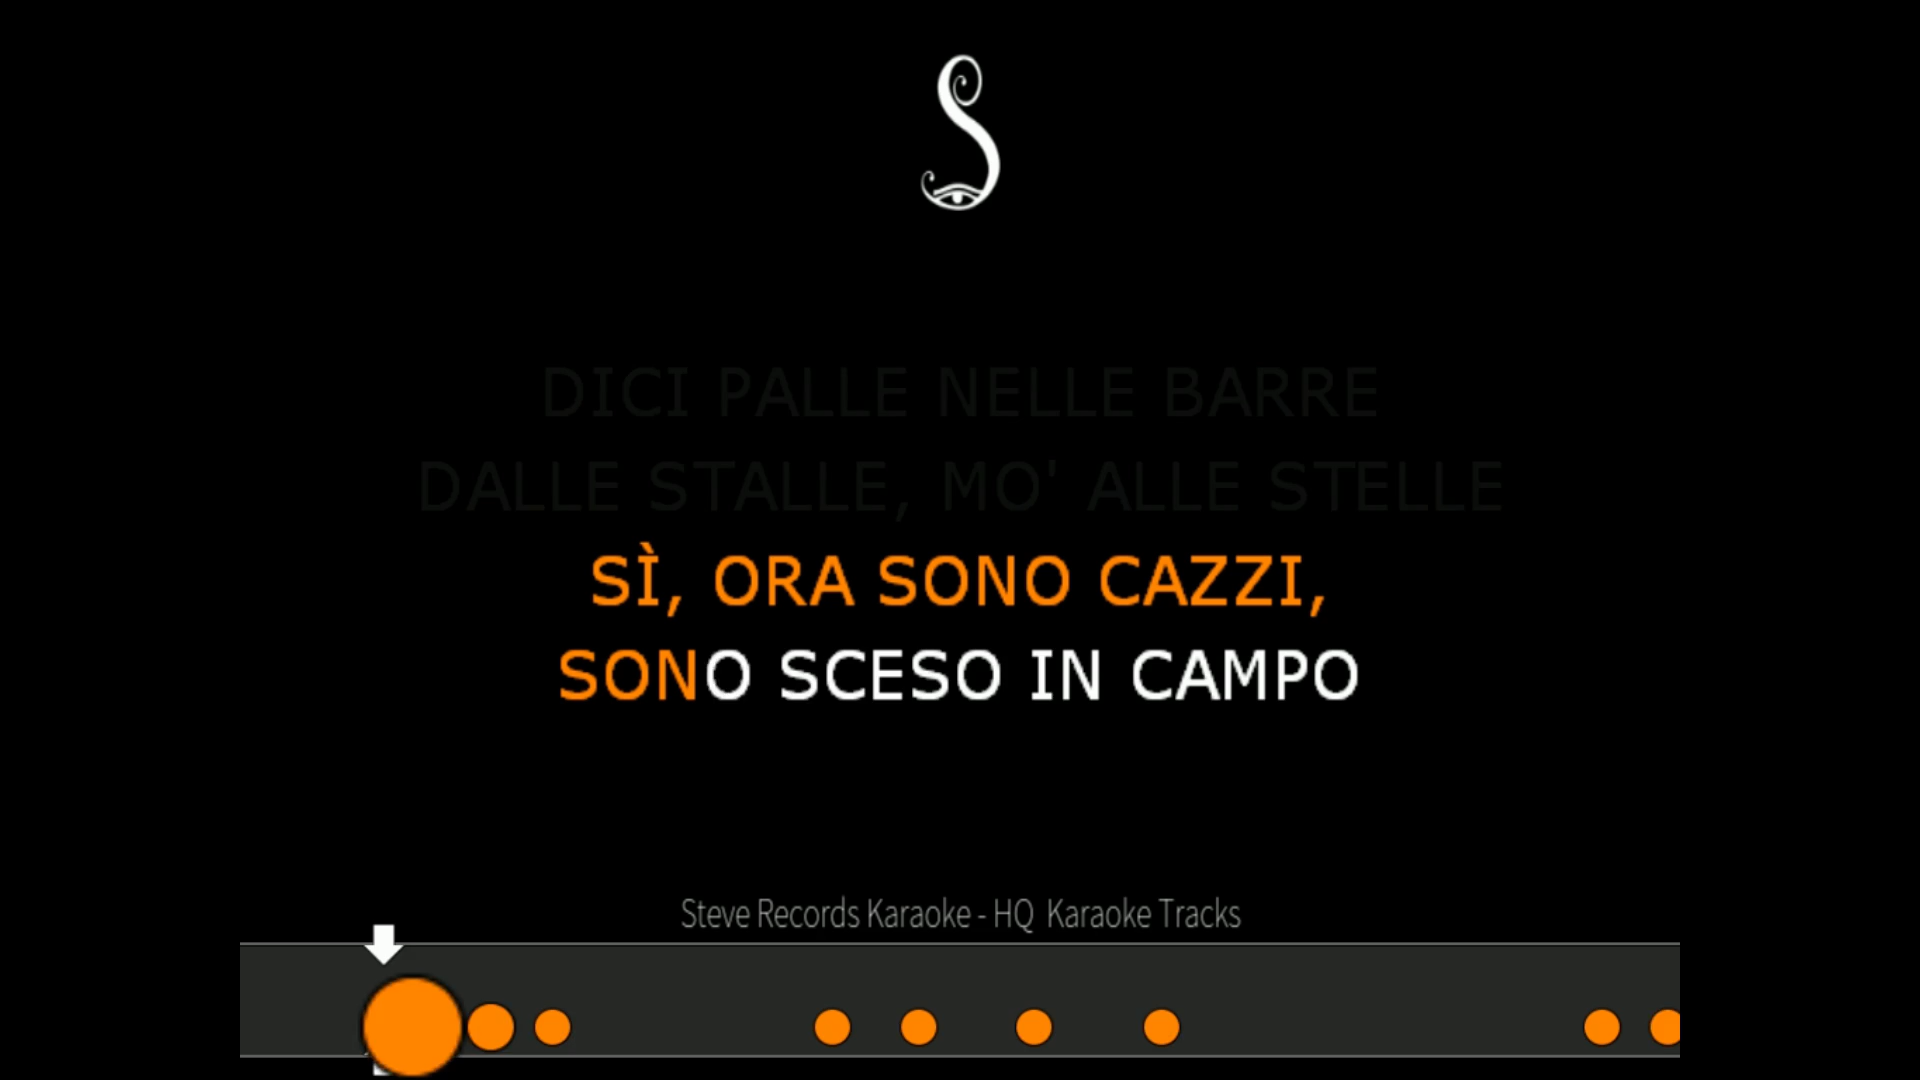 S
DICI PALLE NELLE BARRE
DALLE STALLE, MO' ALLE STELLE
SÌ, ORA SONO CAZZI,
SONO SCESO IN CAMPO
Steve Records Karaoke - HQ Karaoke Tracks